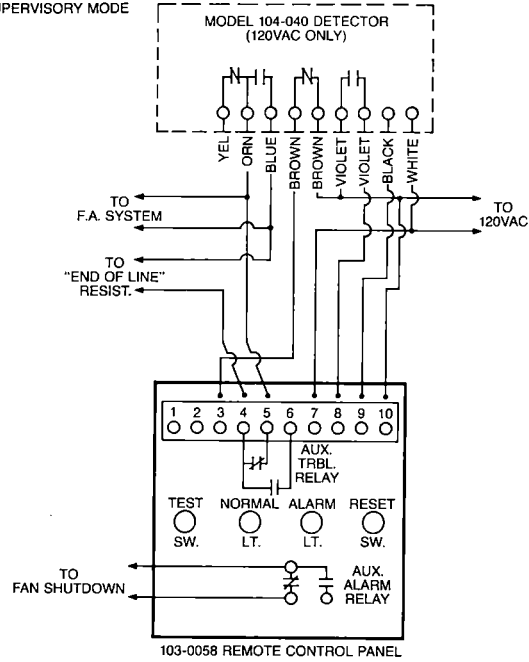 PERVISORY MODE
MODEL 104-040 DETECTOR
(120VAC ONLY)
N
N
YEL
ORN
BLUE
BROWN
BROWN
VIOLET
VIOLET
BLACK
WHITE
TO
F.A. SYSTEM
TO
120VAC
TO
"END OF LINE"
RESIST.
1 2 3 4 5 6 7 8 9 10
AUX.
TRBL.
RELAY
TEST NORMAL ALARM RESET
SW. LT. LT. SW.
TO
FAN SHUTDOWN
AUX.
ALARM
RELAY
103-0058 REMOTE CONTROL PANEL